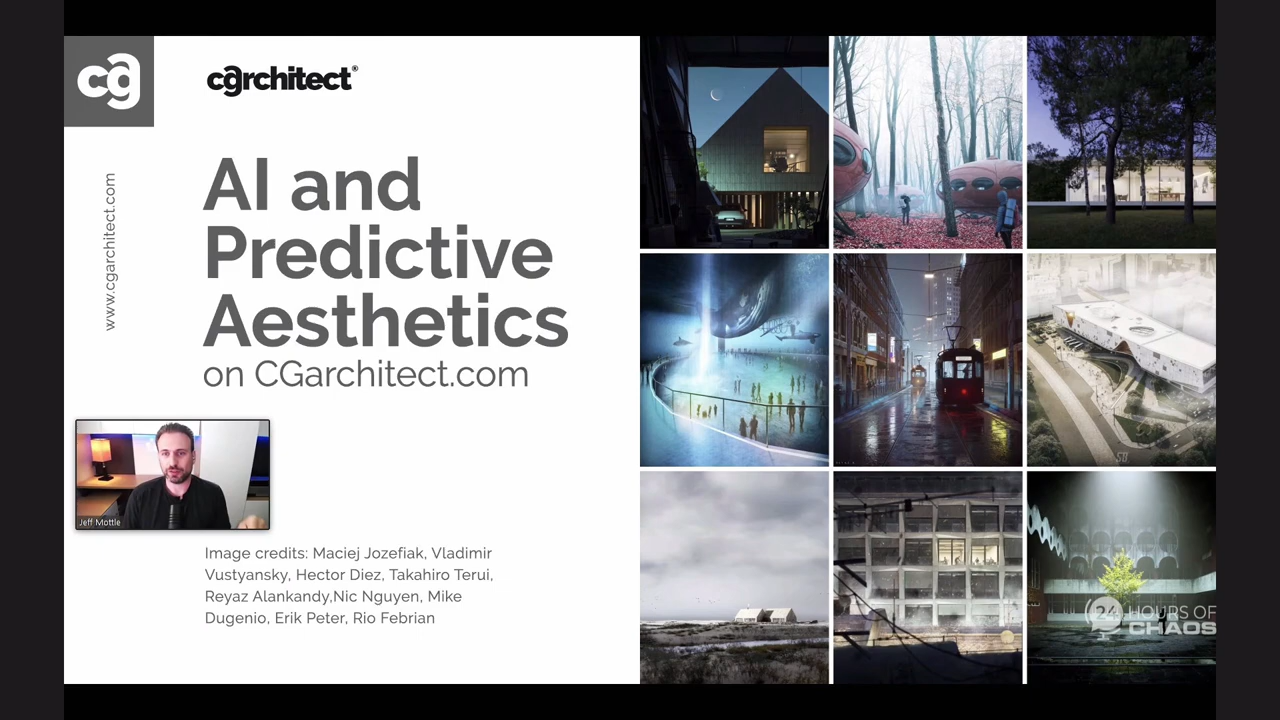 cg
cgarchitect®
www.cgarchitect.com
AI and
Predictive
Aesthetics
on CGarchitect.com
Jeff Mottle
Image credits: Maciej Jozefiak, Vladimir
Vustyansky, Hector Diez, Takahiro Terui,
Reyaz Alankandy,Nic Nguyen, Mike
Dugenio, Erik Peter, Rio Febrian
24 HOURS OF
CHAOS